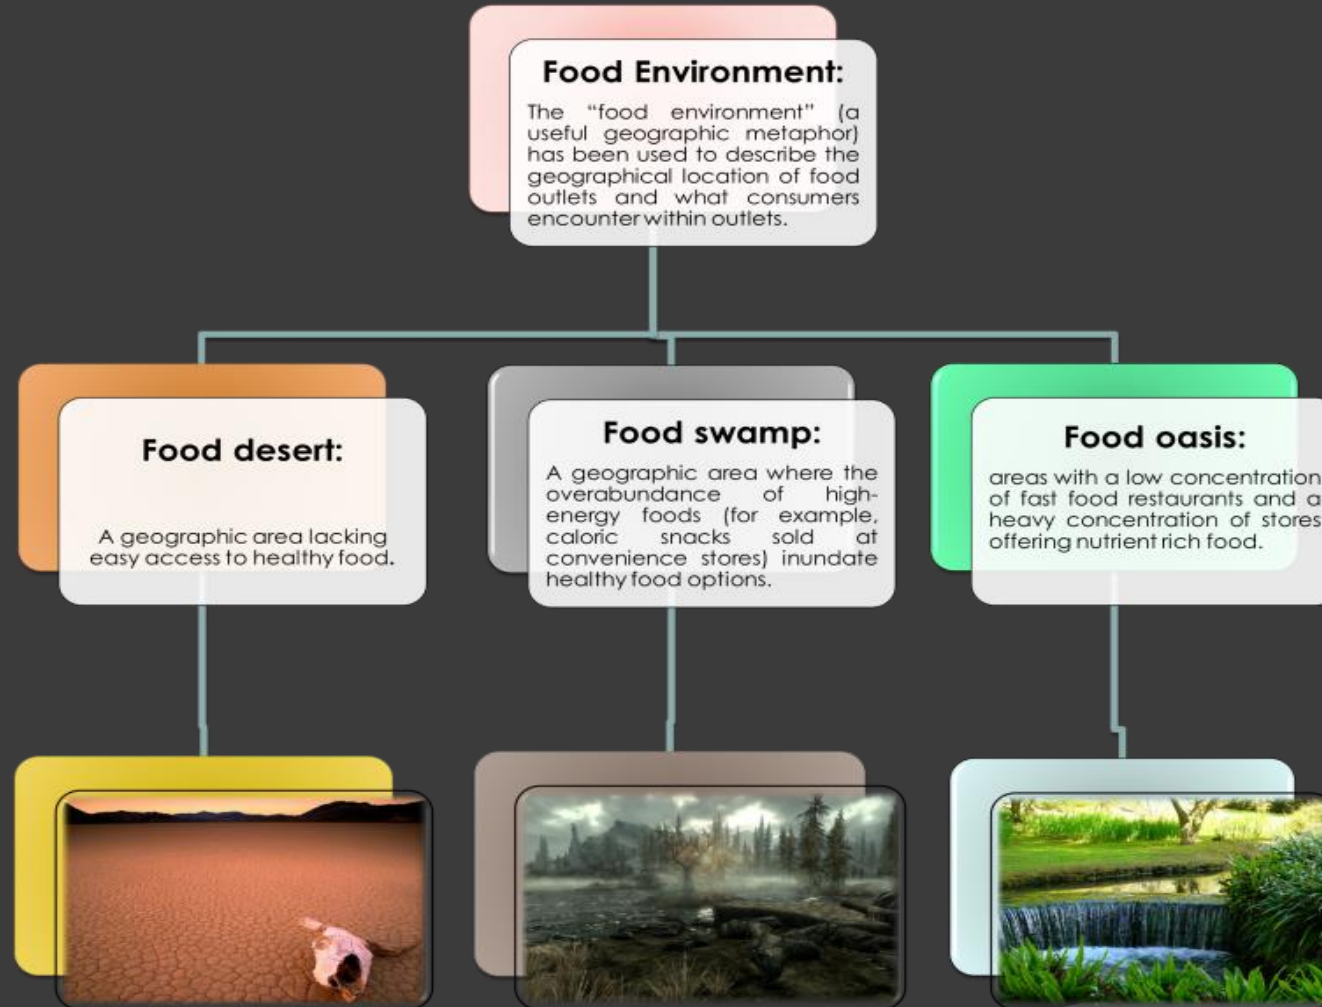 Food Environment:
The “food environment” (a
useful geographic metaphor)
has been used to describe the
geographical location of food
outlets and what consumers
encounter within outlets.
Food desert:
A geographic area lacking
easy access to healthy food.
Food swamp:
A geographic area where the
overabundance of high-
energy foods (for example,
caloric snacks sold at
convenience stores) inundate
healthy food options.
Food oasis:
areas with a low concentration
of fast food restaurants and a
heavy concentration of stores
offering nutrient rich food.